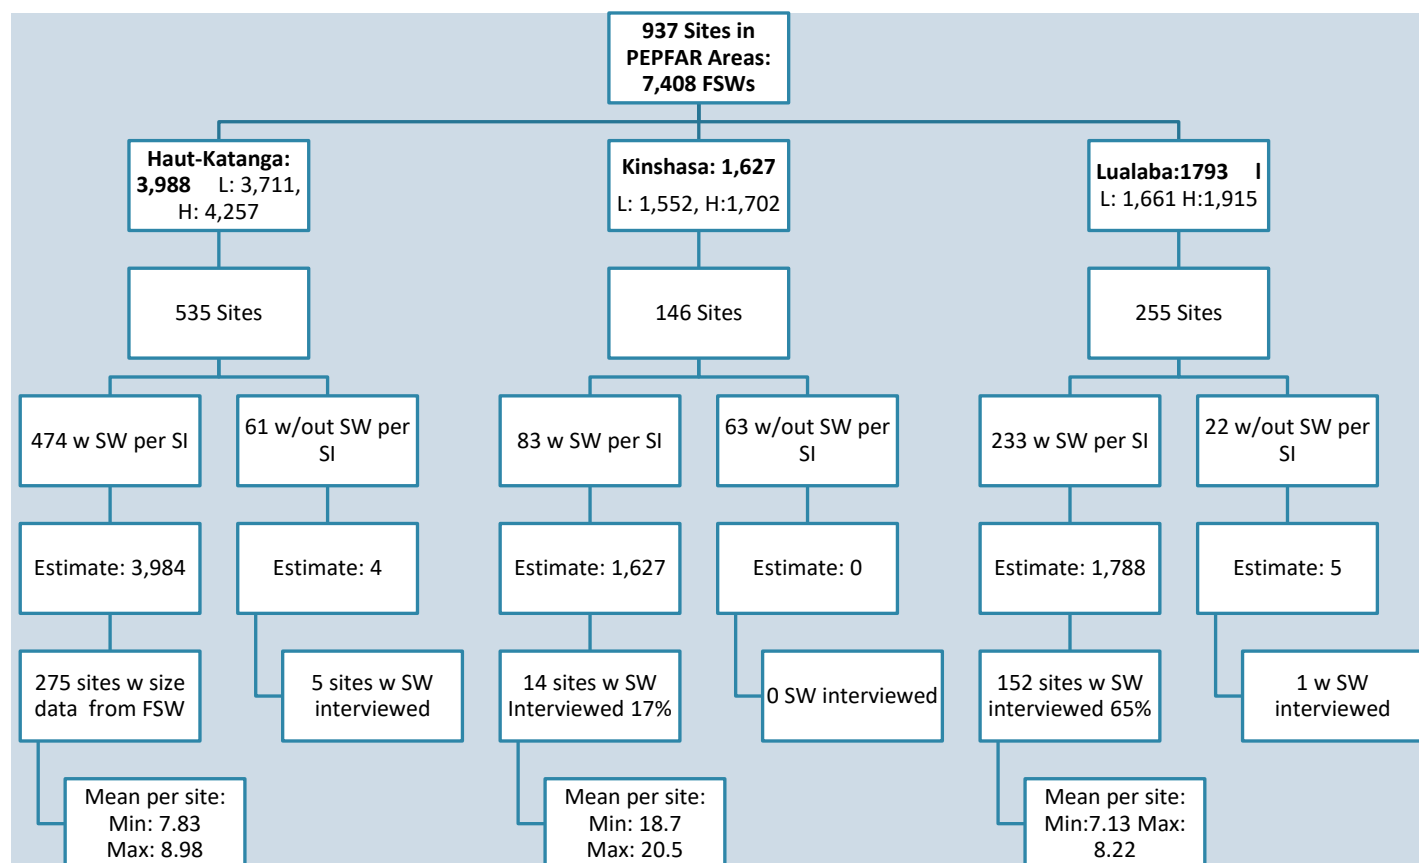 937 Sites in
PEPFAR Areas:
7,408 FSWs
Haut-Katanga:
3,988 L: 3,711,
H: 4,257
Kinshasa: 1,627
L: 1,552, H:1,702
Lualaba:1793 l
L: 1,661 H:1,915
535 Sites
146 Sites
255 Sites
474 w SW per SI
61 w/out SW per
SI
83 w SW per SI
63 w/out SW per
SI
233 w SW per SI
22 w/out SW per
SI
Estimate: 3,984
Estimate: 4
Estimate: 1,627
Estimate: 0
Estimate: 1,788
Estimate: 5
275 sites w size
data from FSW
5 sites w SW
interviewed
14 sites w SW
Interviewed 17%
0 SW interviewed
152 sites w SW
interviewed 65%
1 w SW
interviewed
Mean per site:
Min: 7.83
Max: 8.98
Mean per site:
Min: 18.7
Max: 20.5
Mean per site:
Min:7.13 Max:
8.22